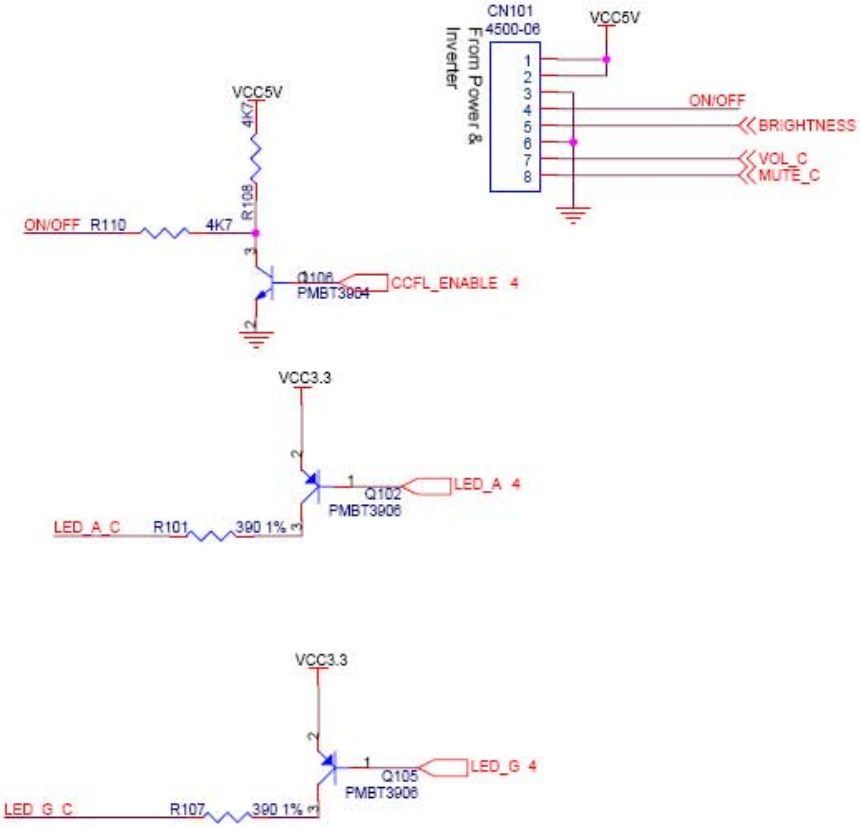 CN101
4500-06
VCC5V
From Power &
Inverter
1
2
3
4
5
6
7
8
ON/OFF
BRIGHTNESS
VOL_C
MUTE_C
VCC5V
4K7
R108
ON/OFF R110 4K7
3
Q106 1
PMBT3904
CCFL_ENABLE 4
2
VCC3.3
2
1
LED_A 4
Q102
PMBT3906
LED_A_C R101 390 1% 3
VCC3.3
2
1
LED_G 4
Q105
PMBT3906
LED_G_C R107 390 1% 3